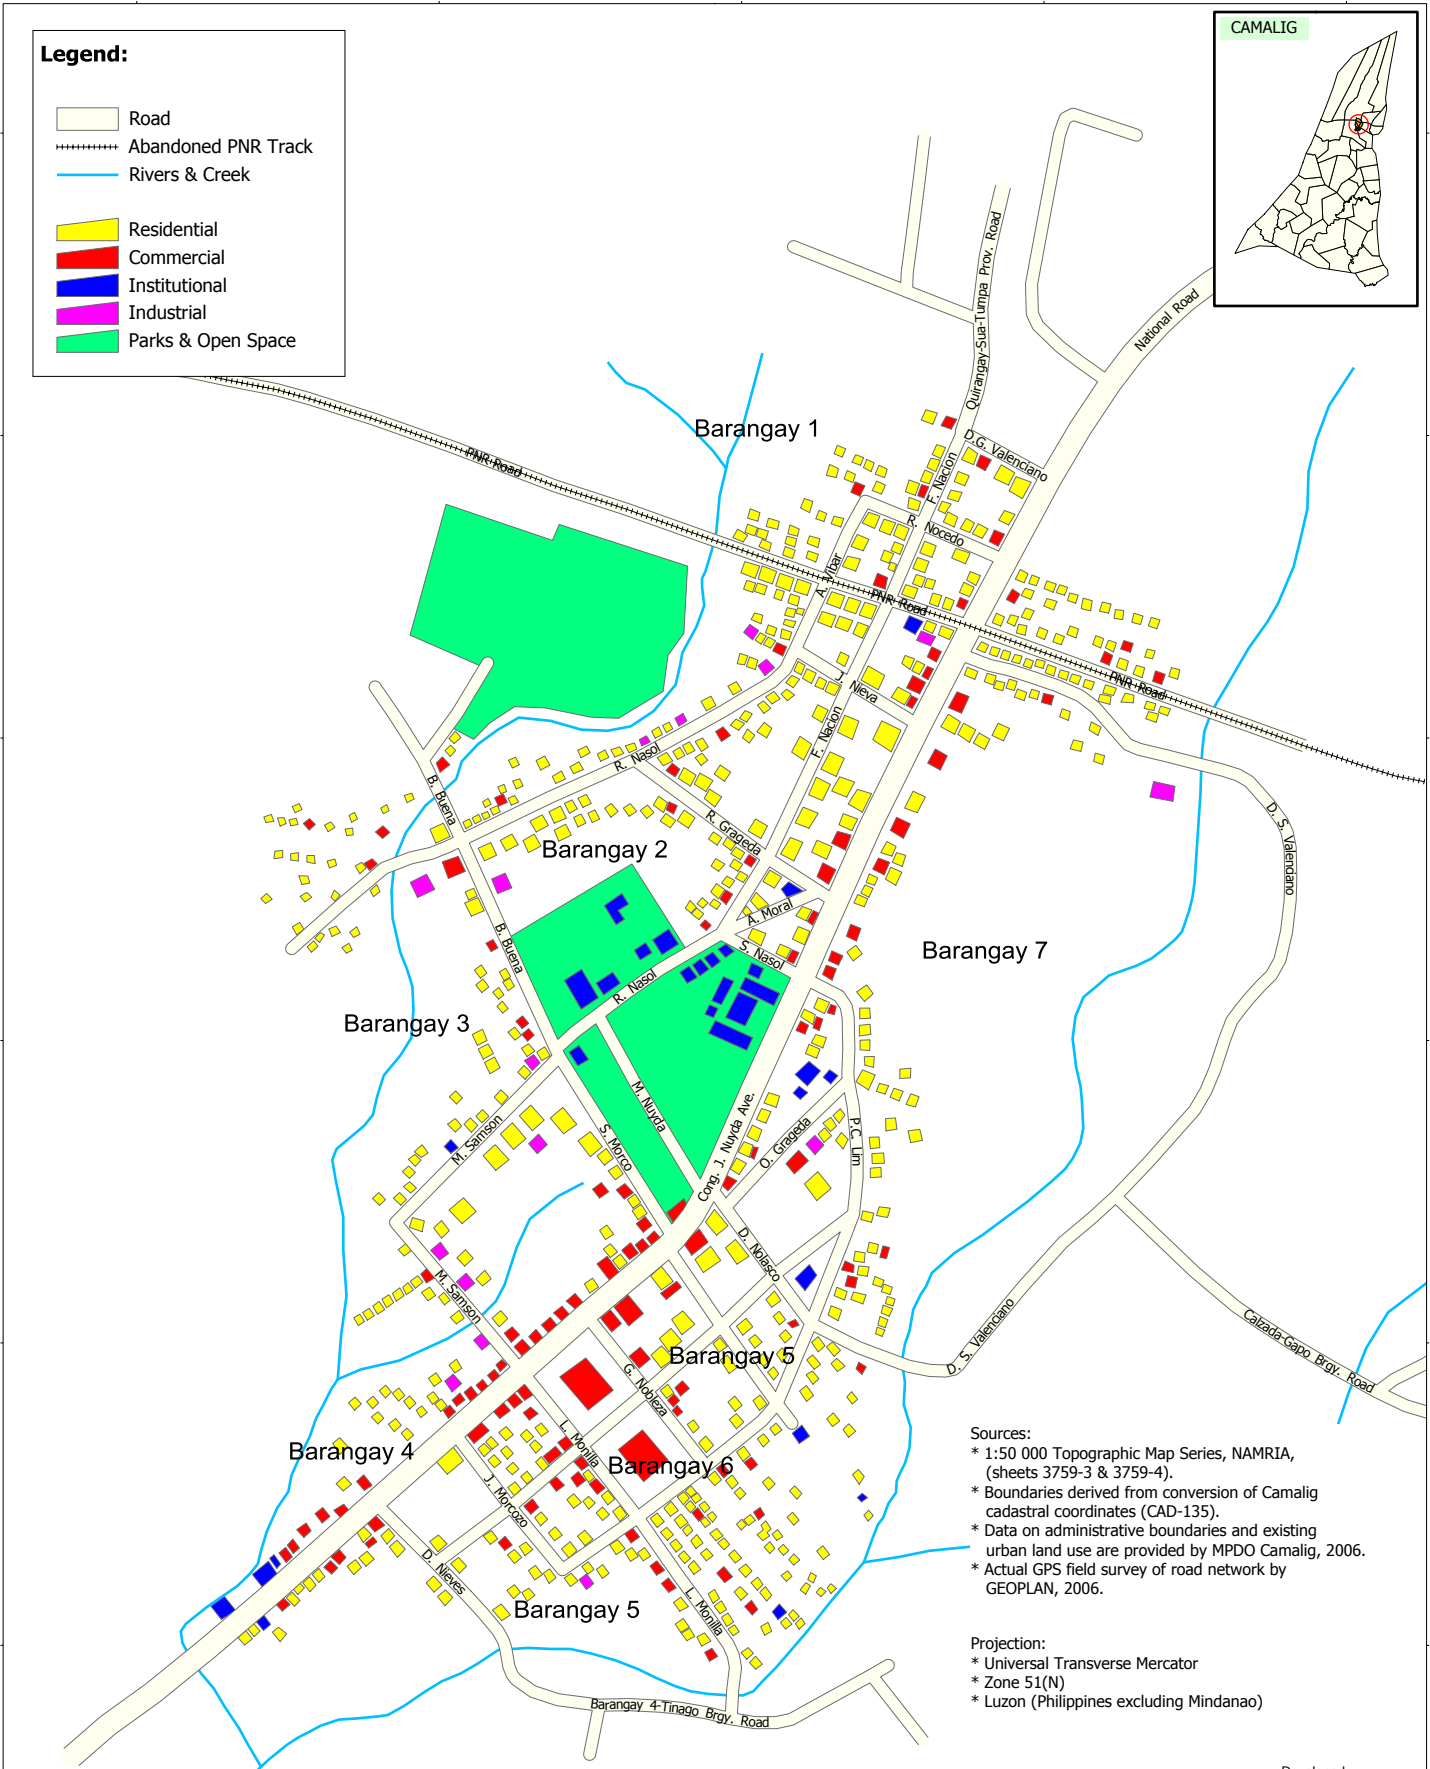 CAMALIG
Legend:
Road
Abandoned PNR Track
Rivers & Creek
Residential
Commercial
Institutional
Industrial
Parks & Open Space
Quirangay-Sua-Tumpa Prov. Road
National Road
Barangay 1
D.G. Valenciano
PNR Road
F. Nacion
R. Nocedo
A. Vibar
PNR Road
J. Nieva
PNR Road
F. Nacion
R. Nasol
B. Buena
R. Grageda
D. S. Valendano
Barangay 2
A. Moral
B. Buena
S. Nasol
Barangay 7
R. Nasol
Barangay 3
M. Nuyda
Cong. J. Nuyda Ave.
M. Samson
S. Morco
O. Grageda
P.C. Lim
D. Nolasco
M. Samson
D. S. Valenciano
Calzada-Gapo Brgy. Road
Barangay 5
G. Nobleza
Barangay 4
L. Monilla
Barangay 6
J. Morcozo
D. Nieves
Barangay 5
L. Monilla
Barangay 4-Tinago Brgy. Road
Sources:
* 1:50 000 Topographic Map Series, NAMRIA,
(sheets 3759-3 & 3759-4).
* Boundaries derived from conversion of Camalig
cadastral coordinates (CAD-135).
* Data on administrative boundaries and existing
urban land use are provided by MPDO Camalig, 2006.
* Actual GPS field survey of road network by
GEOPLAN, 2006.
Projection:
* Universal Transverse Mercator
* Zone 51(N)
* Luzon (Philippines excluding Mindanao)